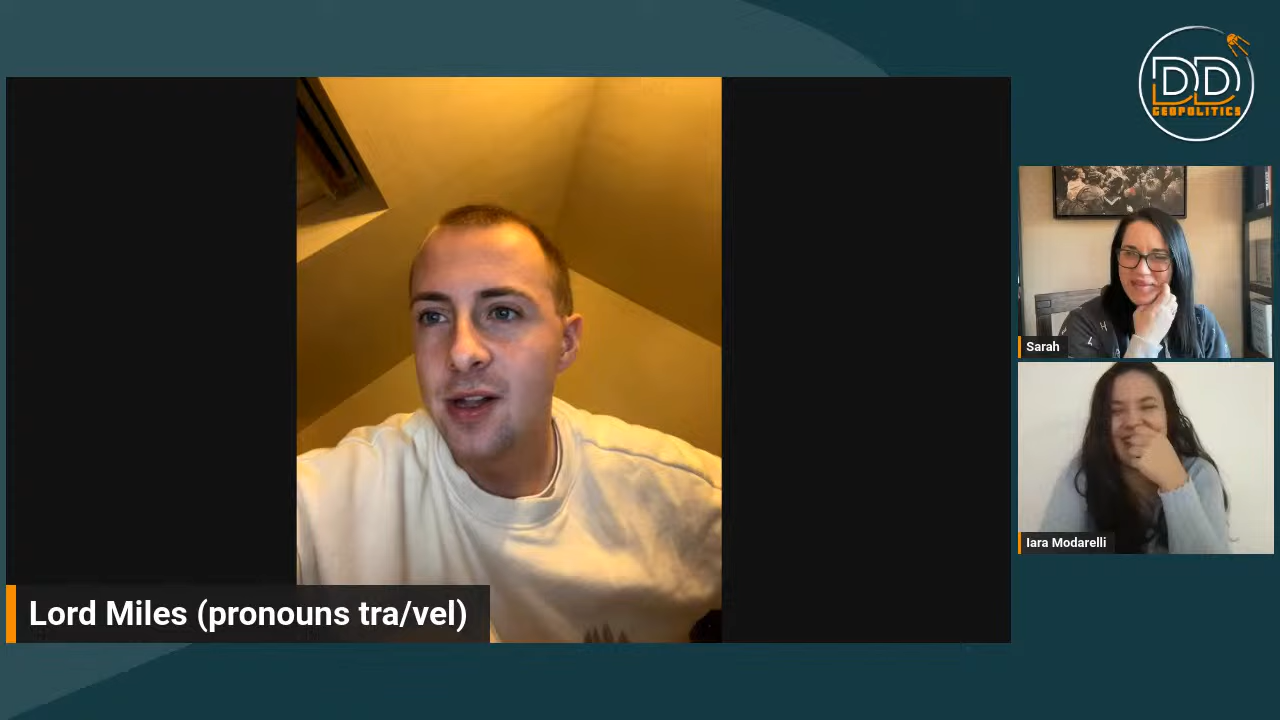 DD
GEOPOLITICS
Sarah
Iara Modarelli
Lord Miles (pronouns tra/vel)